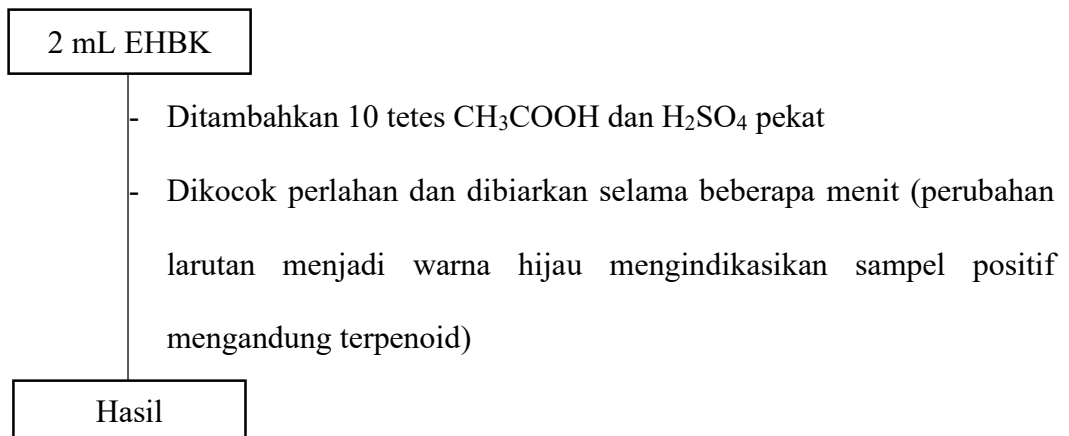 2 mL EHBK
- Ditambahkan 10 tetes CH₃COOH dan H₂SO₄ pekat
- Dikocok perlahan dan dibiarkan selama beberapa menit (perubahan
larutan menjadi warna hijau mengindikasikan sampel positif
mengandung terpenoid)
Hasil